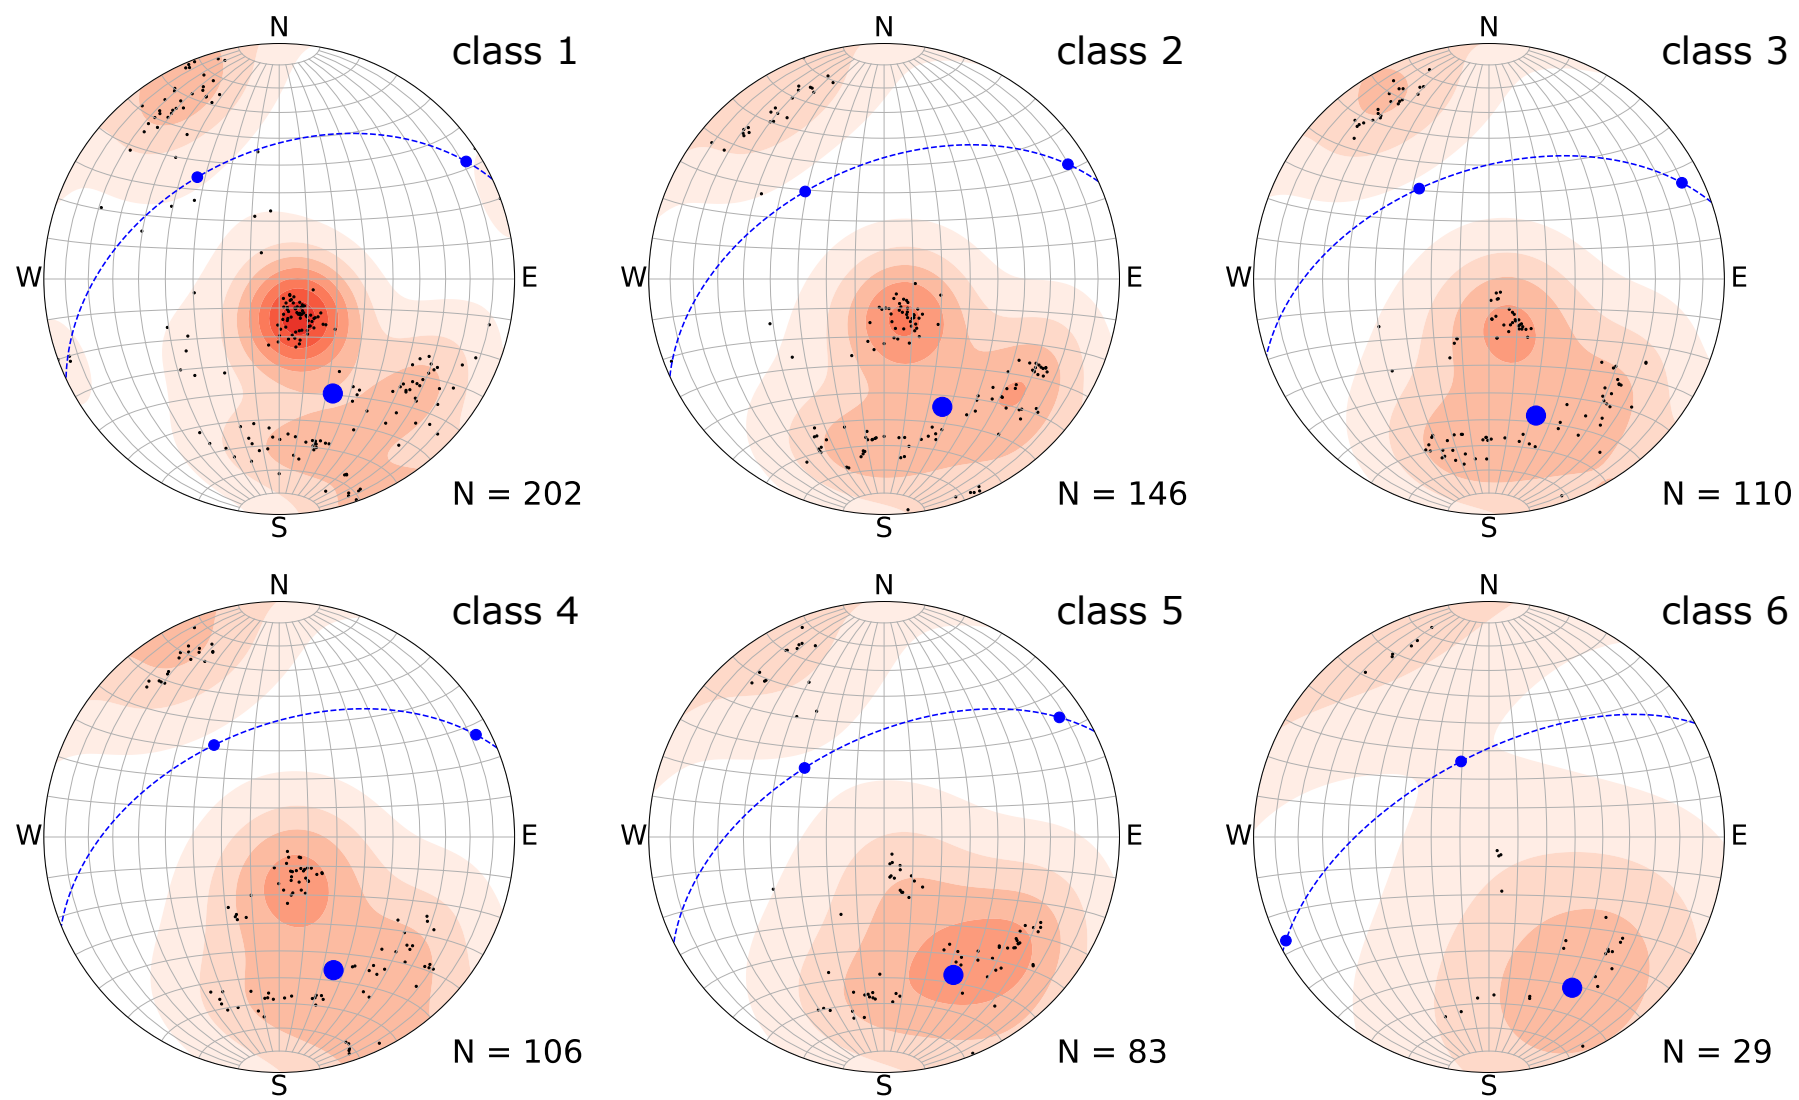 N
class 1
W
E
S
N = 202
N
class 2
W
E
S
N = 146
N
class 3
W
E
S
N = 110
N
class 4
W
E
S
N = 106
N
class 5
W
E
S
N = 83
N
class 6
W
E
S
N = 29